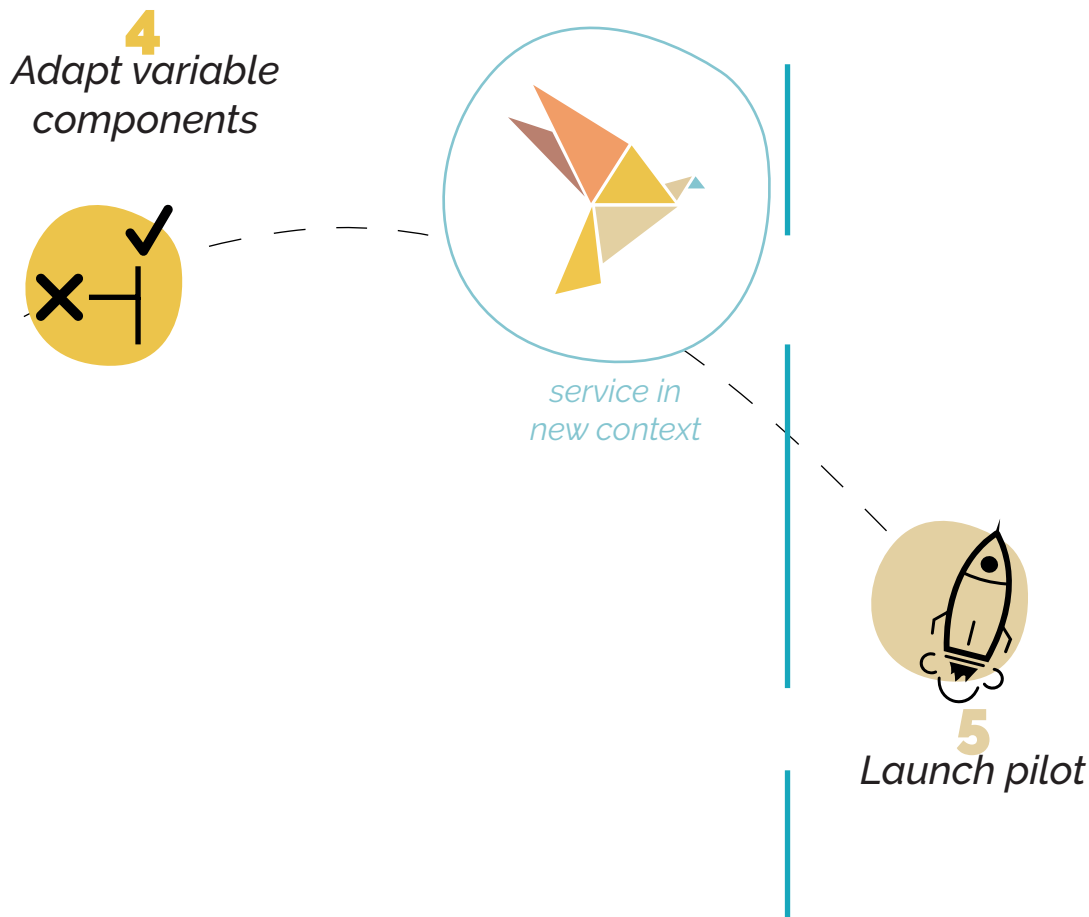 4
Adapt variable
components
service in
new context
5
Launch pilot